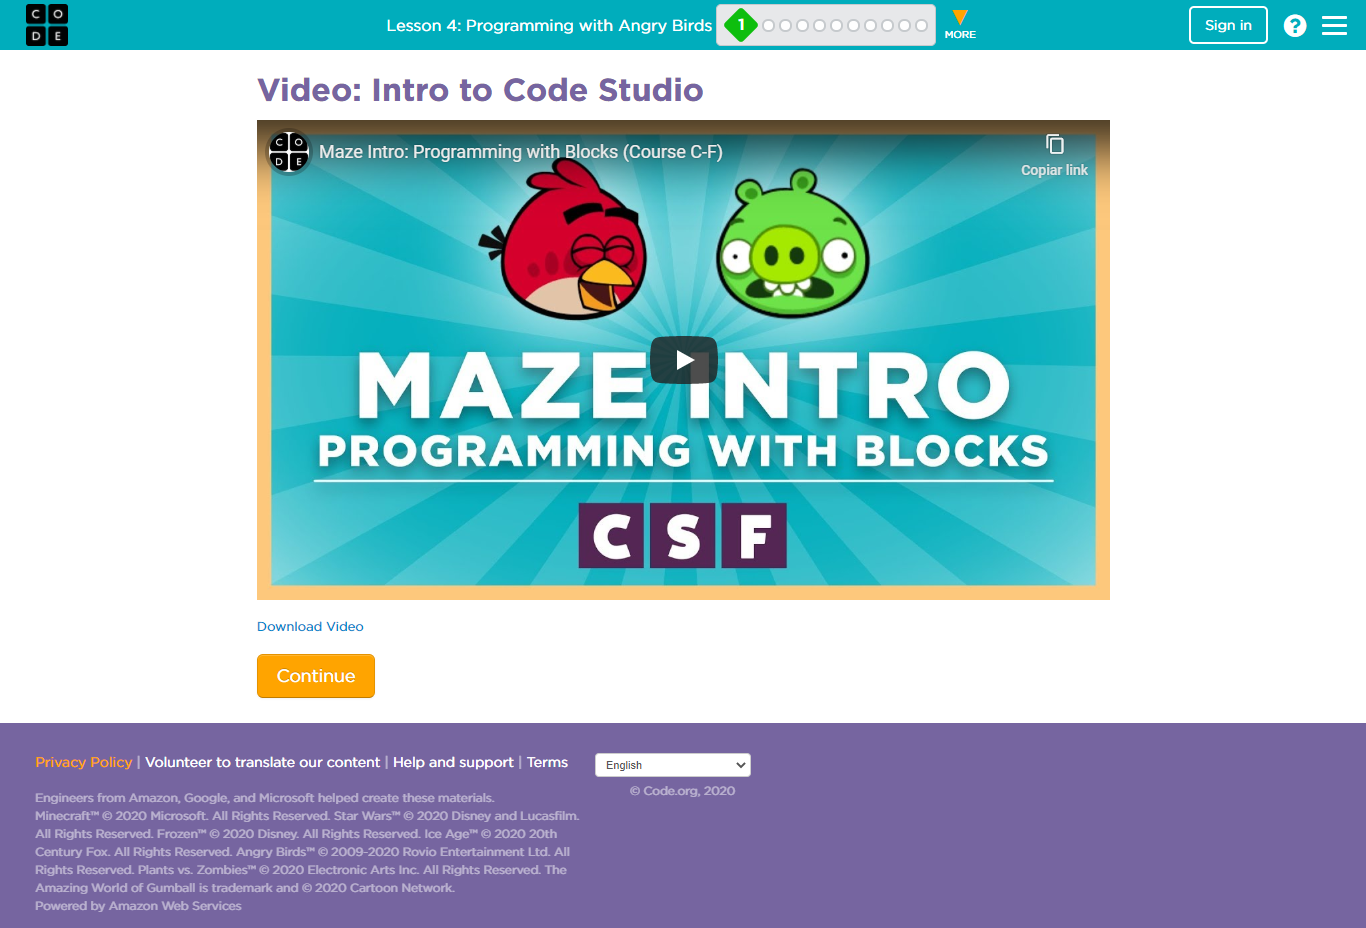 CODE
Lesson 4: Programming with Angry Birds
1
MORE
Sign in
?
Video: Intro to Code Studio
CODE
Maze Intro: Programming with Blocks (Course C-F)
Copiar link
MAZE INTRO
PROGRAMMING WITH BLOCKS
CSF
Download Video
Continue
Privacy Policy | Volunteer to translate our content | Help and support | Terms
English
© Code.org, 2020
Engineers from Amazon, Google, and Microsoft helped create these materials.
Minecraft™ © 2020 Microsoft. All Rights Reserved. Star Wars™ © 2020 Disney and Lucasfilm.
All Rights Reserved. Frozen™ © 2020 Disney. All Rights Reserved. Ice Age™ © 2020 20th
Century Fox. All Rights Reserved. Angry Birds™ © 2009-2020 Rovio Entertainment Ltd. All
Rights Reserved. Plants vs. Zombies™ © 2020 Electronic Arts Inc. All Rights Reserved. The
Amazing World of Gumball is trademark and © 2020 Cartoon Network.
Powered by Amazon Web Services